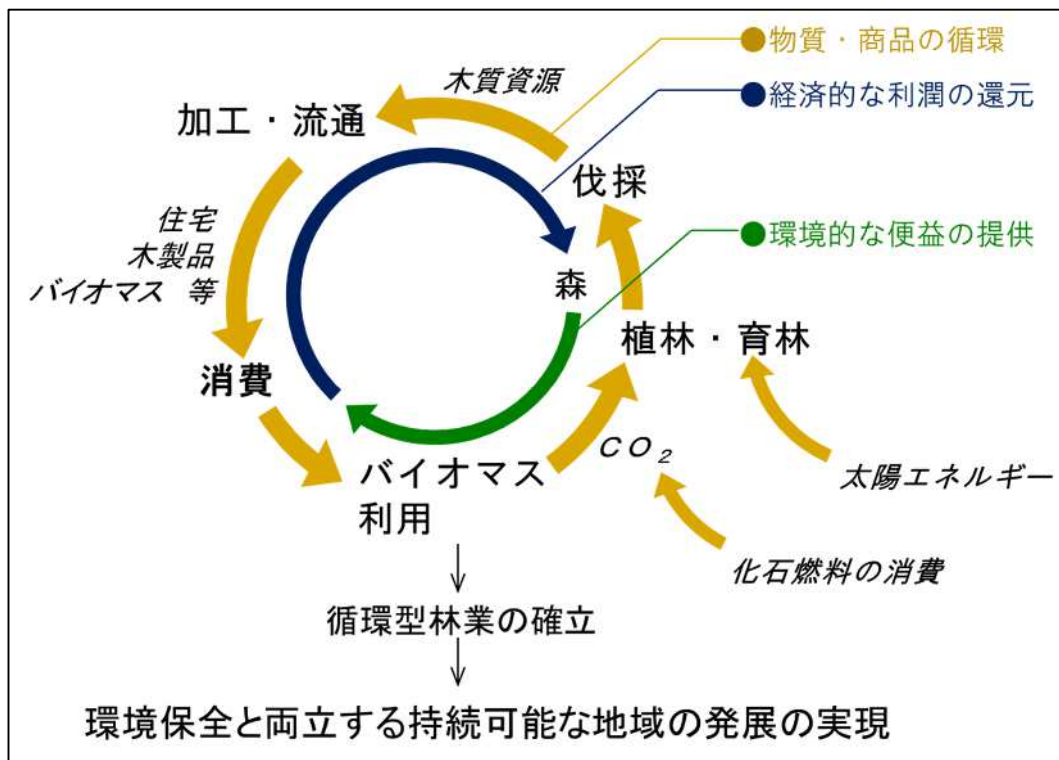 ●物質・商品の循環
木質資源
●経済的な利潤の還元
加工・流通
伐採
住宅
木製品
バイオマス 等
●環境的な便益の提供
森
植林・育林
消費
CO₂
バイオマス
利用
太陽エネルギー
化石燃料の消費
循環型林業の確立
環境保全と両立する持続可能な地域の発展の実現